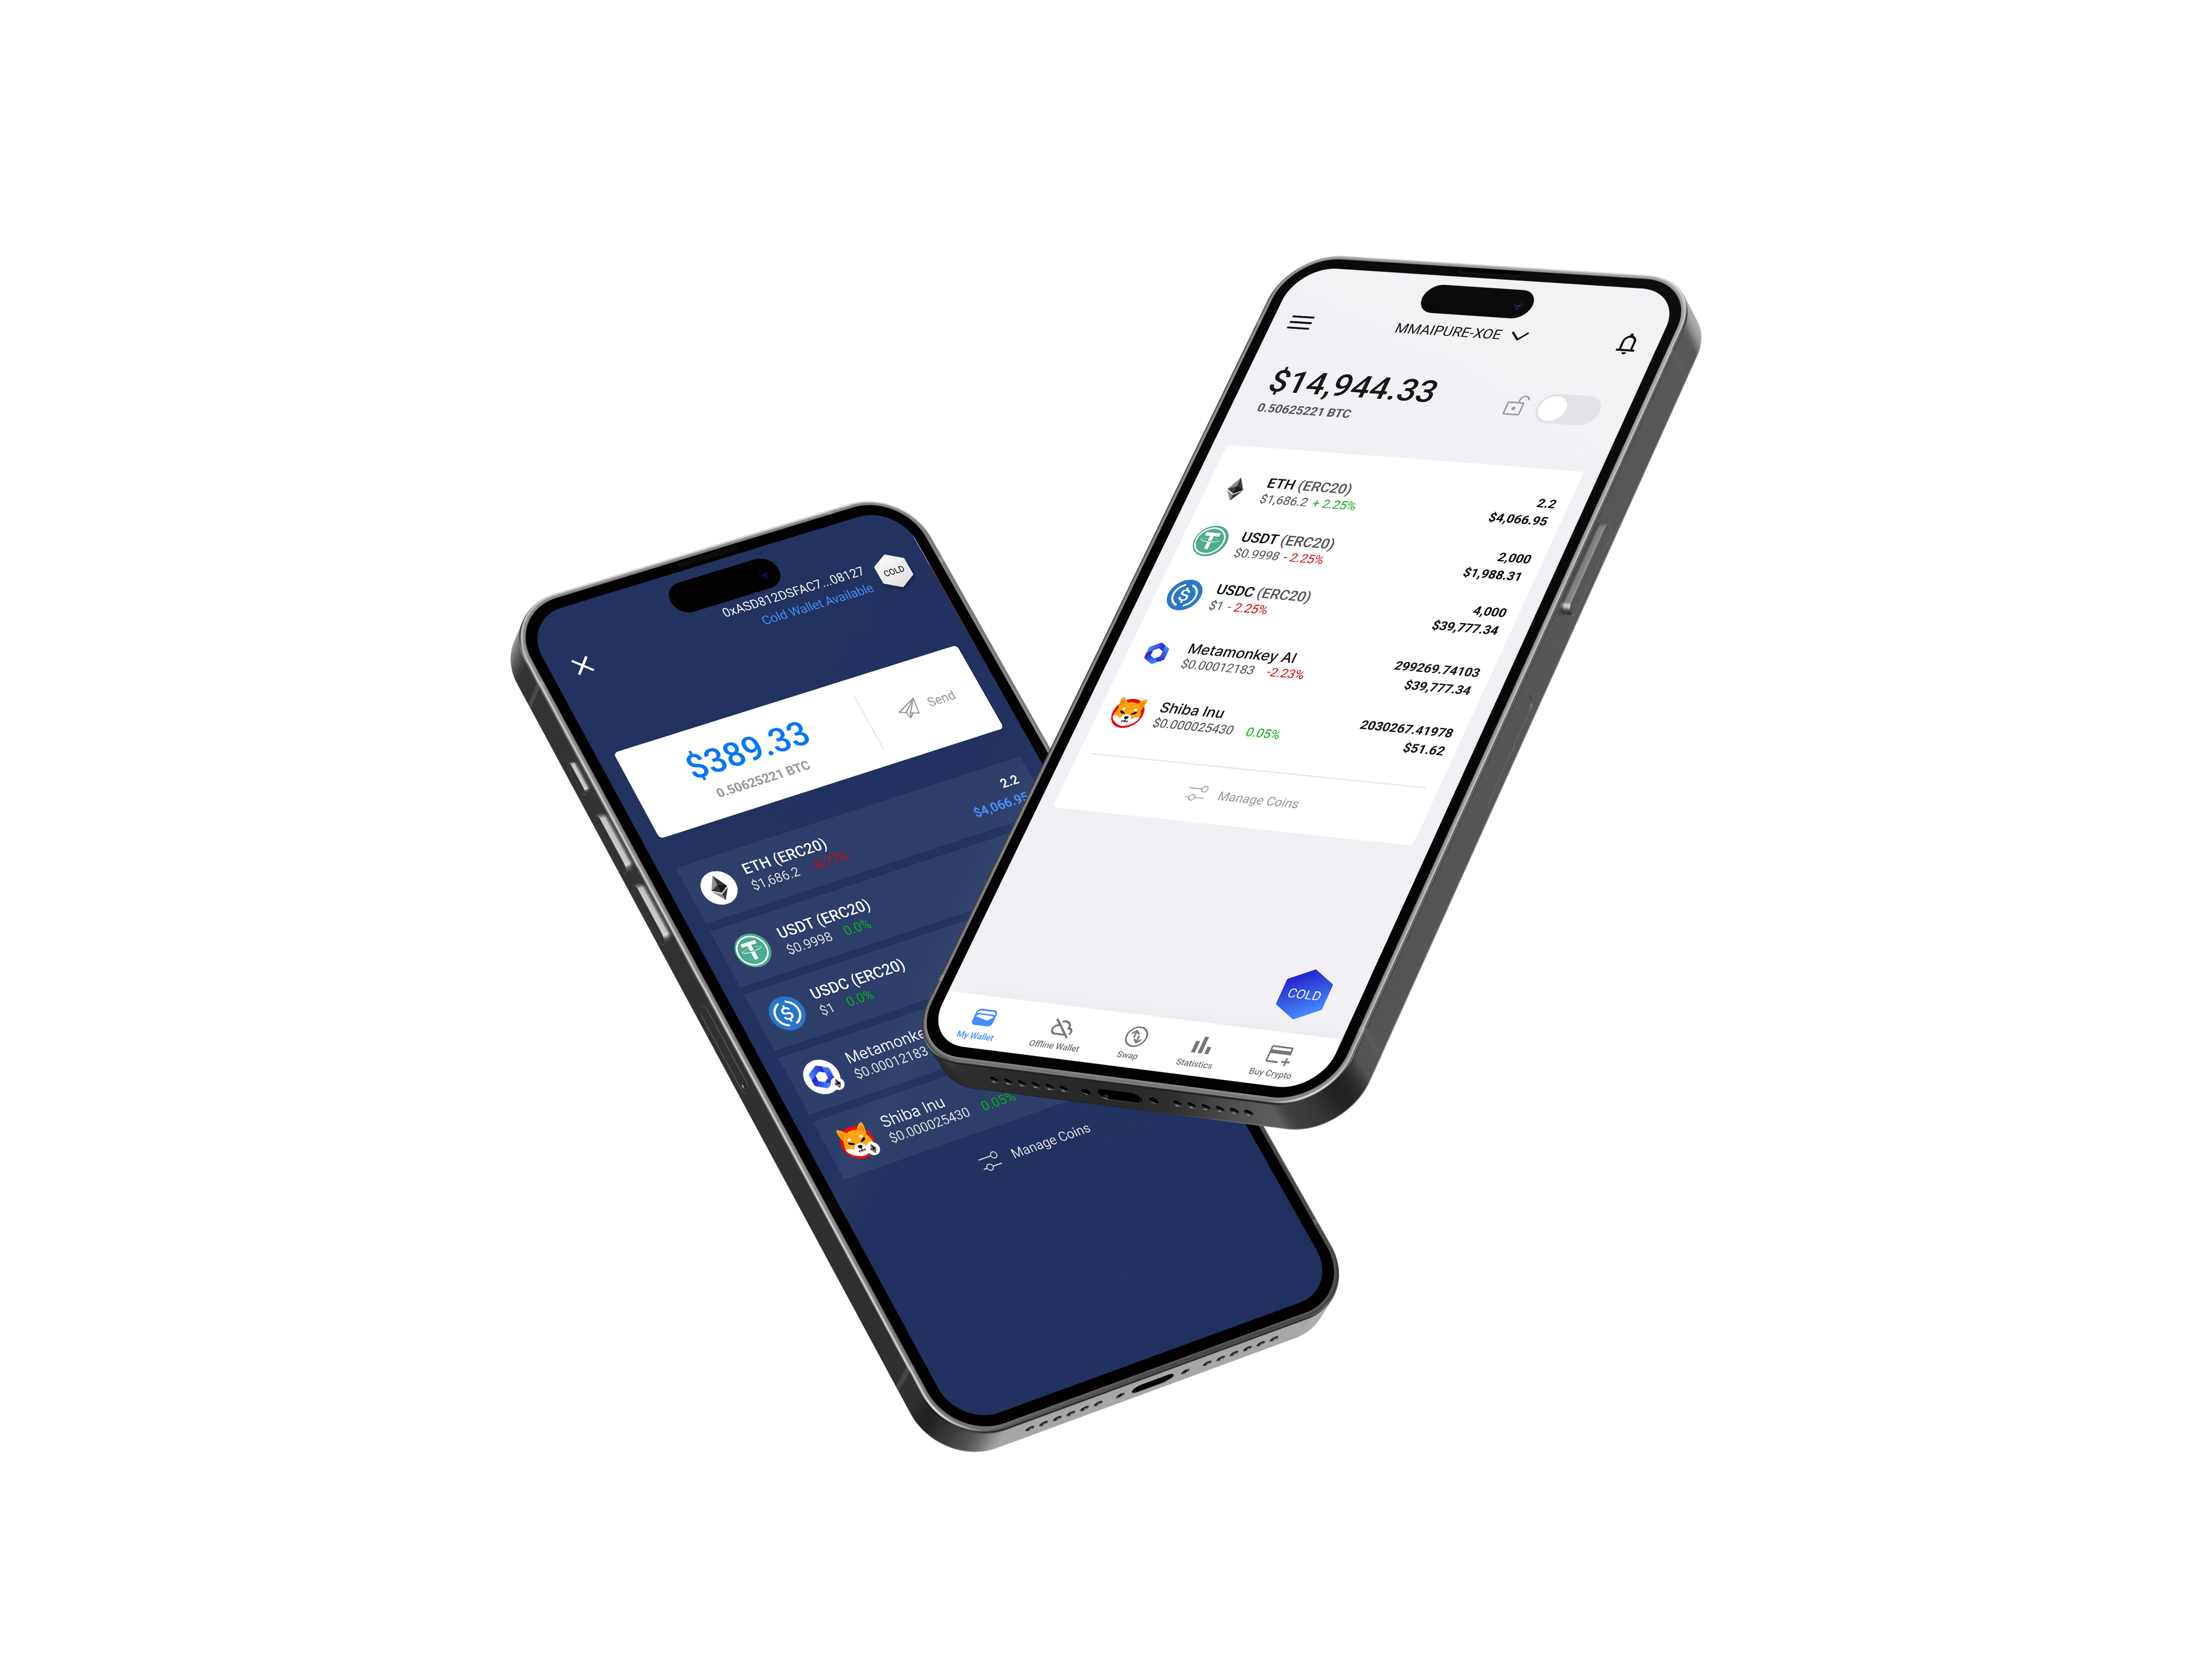 MMAIPURE-XOE
$14,944.33
0.50625221 BTC
ETH (ERC20)
$1,686.2 + 2.25%
2.2
$4,066.95
USDT (ERC20)
$0.9998 - 2.25%
2,000
$1,988.31
USDC (ERC20)
$1 - 2.25%
4,000
$39,777.34
Metamonkey AI
$0.00012183 -2.23%
299269.74103
$39,777.34
Shiba Inu
$0.000025430 0.05%
2030267.41978
$51.62
Manage Coins
COLD
My Wallet
Offline Wallet
Swap
Statistics
Buy Crypto
0xASD812DSFAC7...08127
Cold Wallet Available
COLD
$389.33
0.50625221 BTC
Send
ETH (ERC20)
$1,686.2 -0.77%
2.2
$4,066.95
USDT (ERC20)
$0.9998 0.0%
USDC (ERC20)
$1 0.0%
Metamonke
$0.00012183
Shiba Inu
$0.000025430 0.05%
Manage Coins